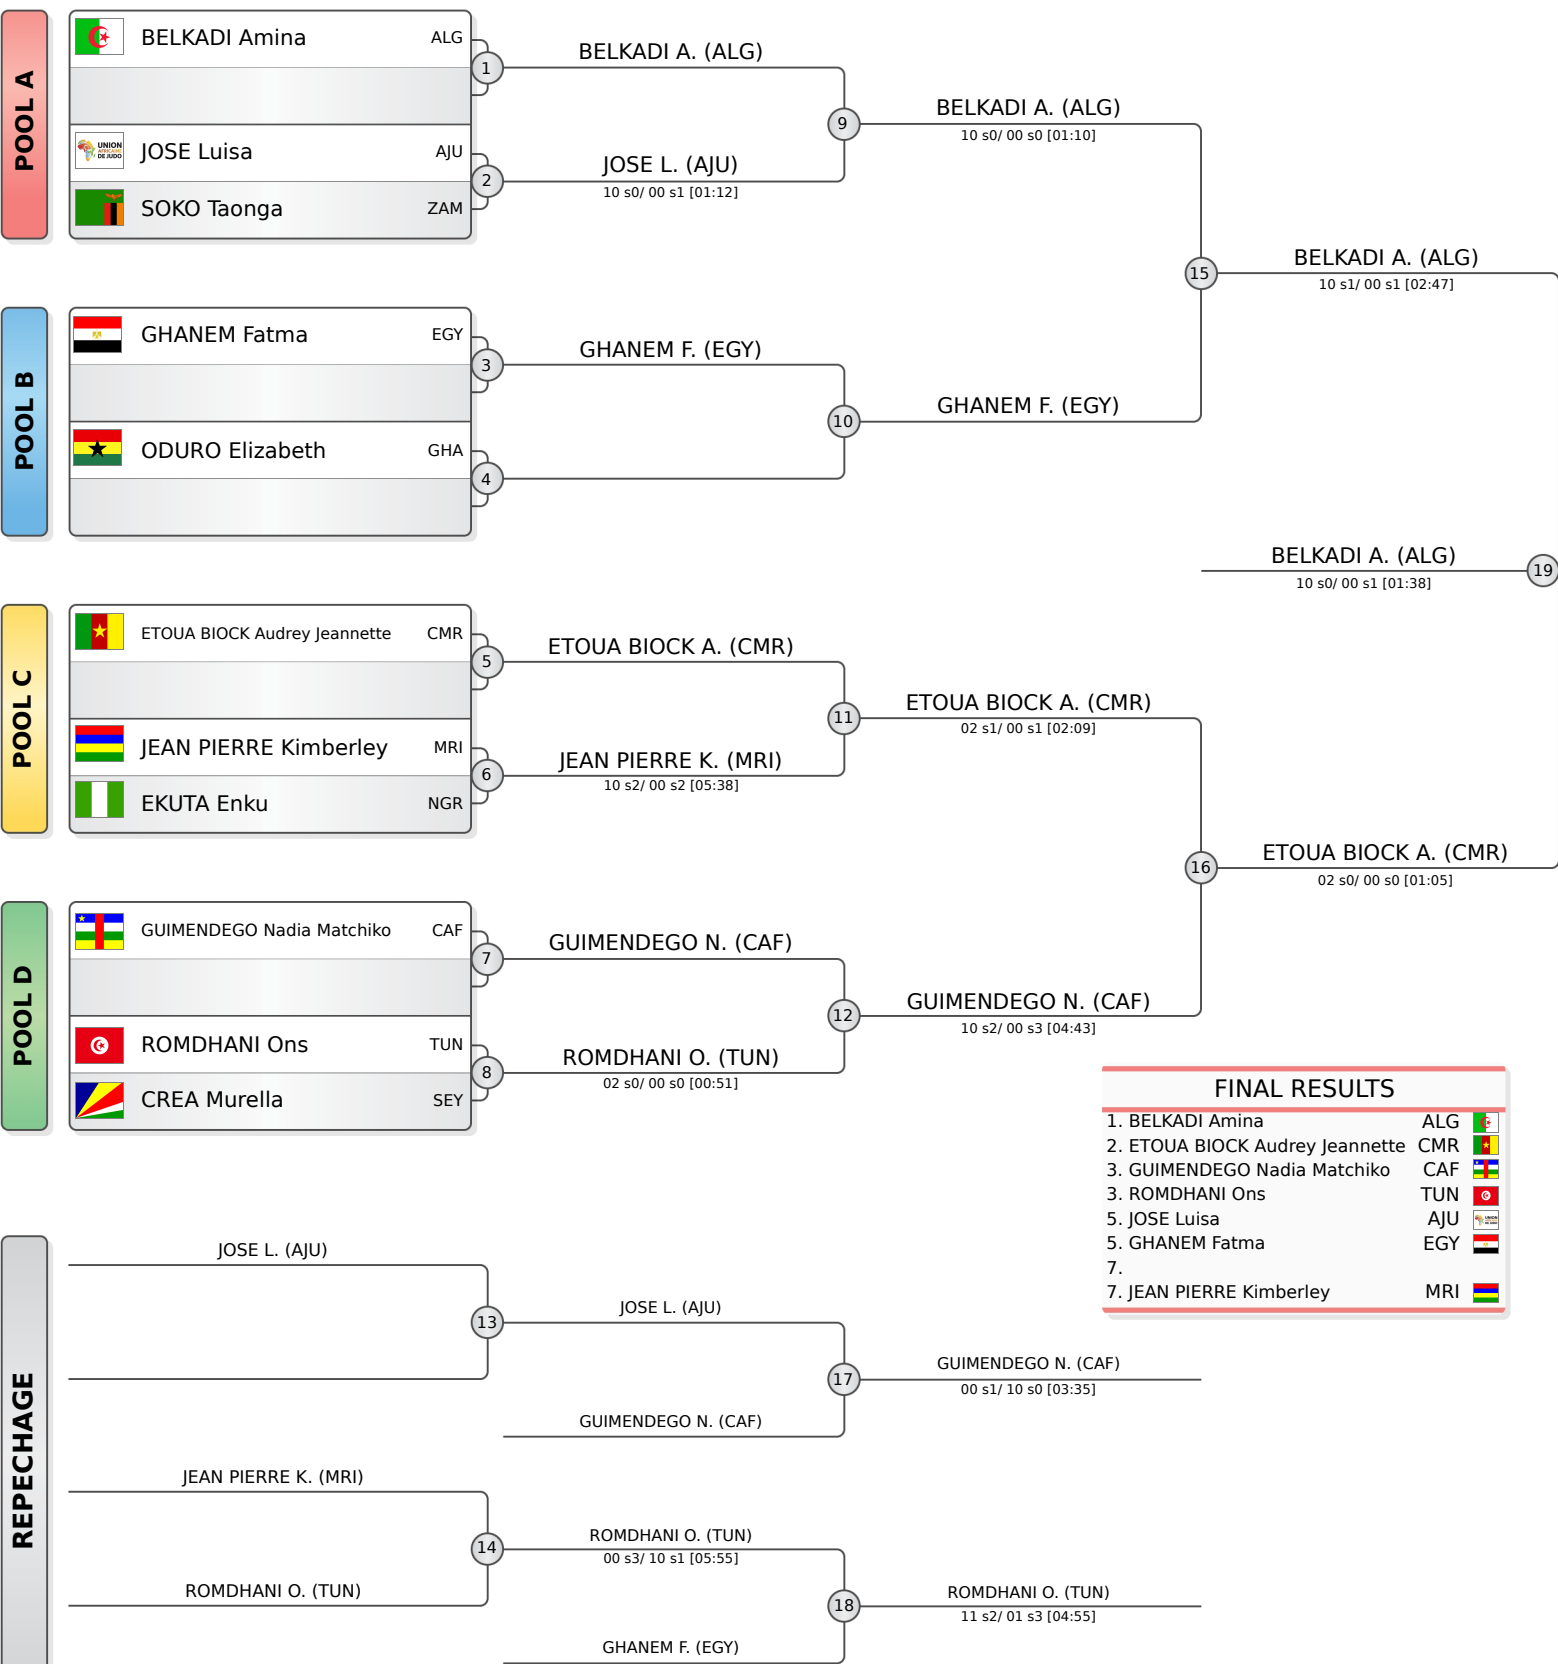 POOL A
BELKADI Amina ALG
JOSE Luisa AJU
SOKO Taonga ZAM
UNION
AFRICAINE
DE JUDO
1
BELKADI A. (ALG)
2
JOSE L. (AJU)
10 s0/ 00 s1 [01:12]
9
BELKADI A. (ALG)
10 s0/ 00 s0 [01:10]
POOL B
GHANEM Fatma EGY
ODURO Elizabeth GHA
3
GHANEM F. (EGY)
4
10
GHANEM F. (EGY)
15
BELKADI A. (ALG)
10 s1/ 00 s1 [02:47]
BELKADI A. (ALG)
10 s0/ 00 s1 [01:38]
19
POOL C
ETOUA BIOCK Audrey Jeannette CMR
JEAN PIERRE Kimberley MRI
EKUTA Enku NGR
5
ETOUA BIOCK A. (CMR)
6
JEAN PIERRE K. (MRI)
10 s2/ 00 s2 [05:38]
11
ETOUA BIOCK A. (CMR)
02 s1/ 00 s1 [02:09]
POOL D
GUIMENDEGO Nadia Matchiko CAF
ROMDHANI Ons TUN
CREA Murella SEY
7
GUIMENDEGO N. (CAF)
8
ROMDHANI O. (TUN)
02 s0/ 00 s0 [00:51]
12
GUIMENDEGO N. (CAF)
10 s2/ 00 s3 [04:43]
16
ETOUA BIOCK A. (CMR)
02 s0/ 00 s0 [01:05]
FINAL RESULTS
1. BELKADI Amina ALG
2. ETOUA BIOCK Audrey Jeannette CMR
3. GUIMENDEGO Nadia Matchiko CAF
3. ROMDHANI Ons TUN
5. JOSE Luisa AJU
5. GHANEM Fatma EGY
7.
7. JEAN PIERRE Kimberley MRI
REPECHAGE
JOSE L. (AJU)
13
JOSE L. (AJU)
GUIMENDEGO N. (CAF)
17
GUIMENDEGO N. (CAF)
00 s1/ 10 s0 [03:35]
JEAN PIERRE K. (MRI)
ROMDHANI O. (TUN)
14
ROMDHANI O. (TUN)
00 s3/ 10 s1 [05:55]
GHANEM F. (EGY)
18
ROMDHANI O. (TUN)
11 s2/ 01 s3 [04:55]